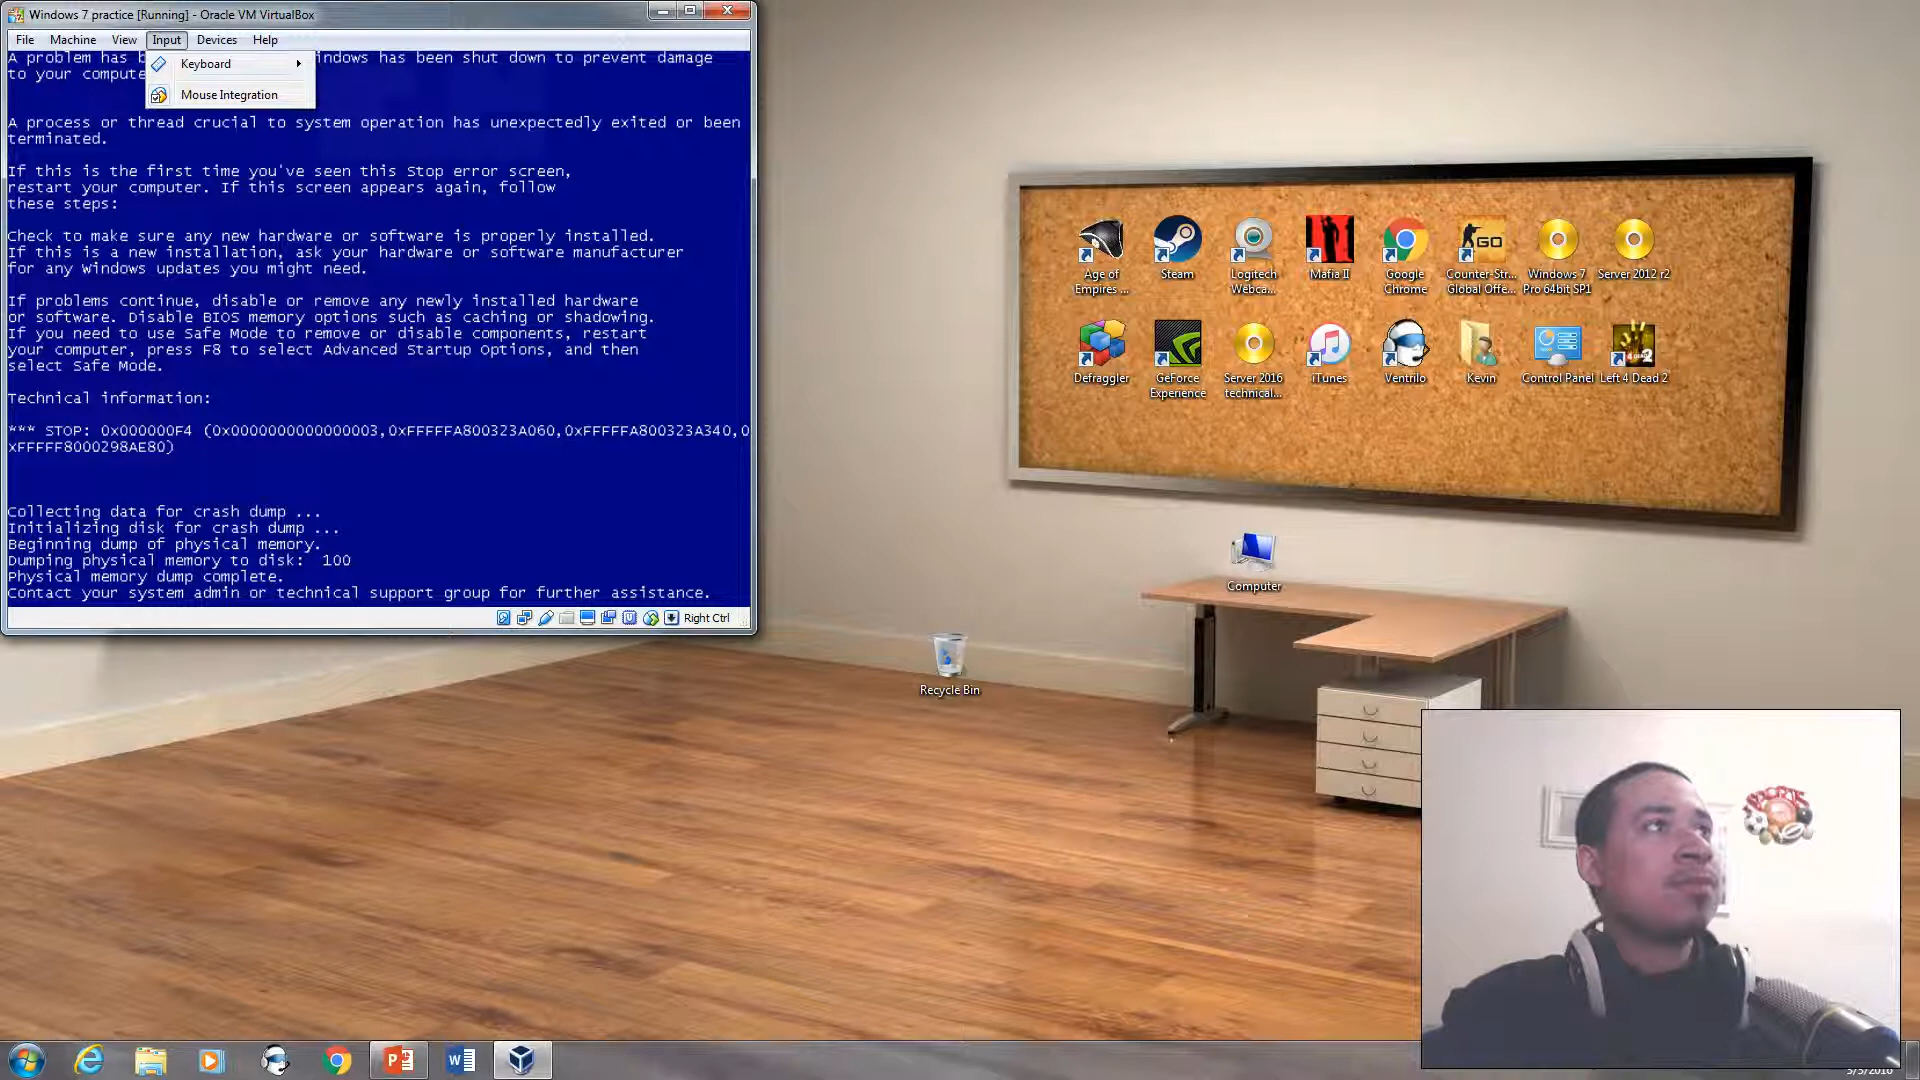 Windows 7 practice [Running] - Oracle VM VirtualBox
File Machine View Input Devices Help
Keyboard
Mouse Integration
A problem has b
indows has been shut down to prevent damage
to your compute
A process or thread crucial to system operation has unexpectedly exited or been
terminated.
If this is the first time you've seen this Stop error screen,
restart your computer. If this screen appears again, follow
these steps:
Check to make sure any new hardware or software is properly installed.
If this is a new installation, ask your hardware or software manufacturer
for any Windows updates you might need.
If problems continue, disable or remove any newly installed hardware
or software. Disable BIOS memory options such as caching or shadowing.
If you need to use Safe Mode to remove or disable components, restart
your computer, press F8 to select Advanced Startup Options, and then
select Safe Mode.
Technical information:
*** STOP: 0x000000F4 (0x0000000000000003,0xFFFFFA800323A060,0xFFFFFA800323A340,0
xFFFFF8000298AE80)
Collecting data for crash dump ...
Initializing disk for crash dump ...
Beginning dump of physical memory.
Dumping physical memory to disk: 100
Physical memory dump complete.
Contact your system admin or technical support group for further assistance.
Right Ctrl
Age of
Empires ...
Steam
Logitech
Webca...
Mafia II
Google
Chrome
Counter-Str...
Global Offe...
Windows 7
Pro 64bit SP1
Server 2012 r2
Defraggler
GeForce
Experience
Server 2016
technical...
iTunes
Ventrilo
Kevin
Control Panel
Left 4 Dead 2
Computer
Recycle Bin
SPORTS